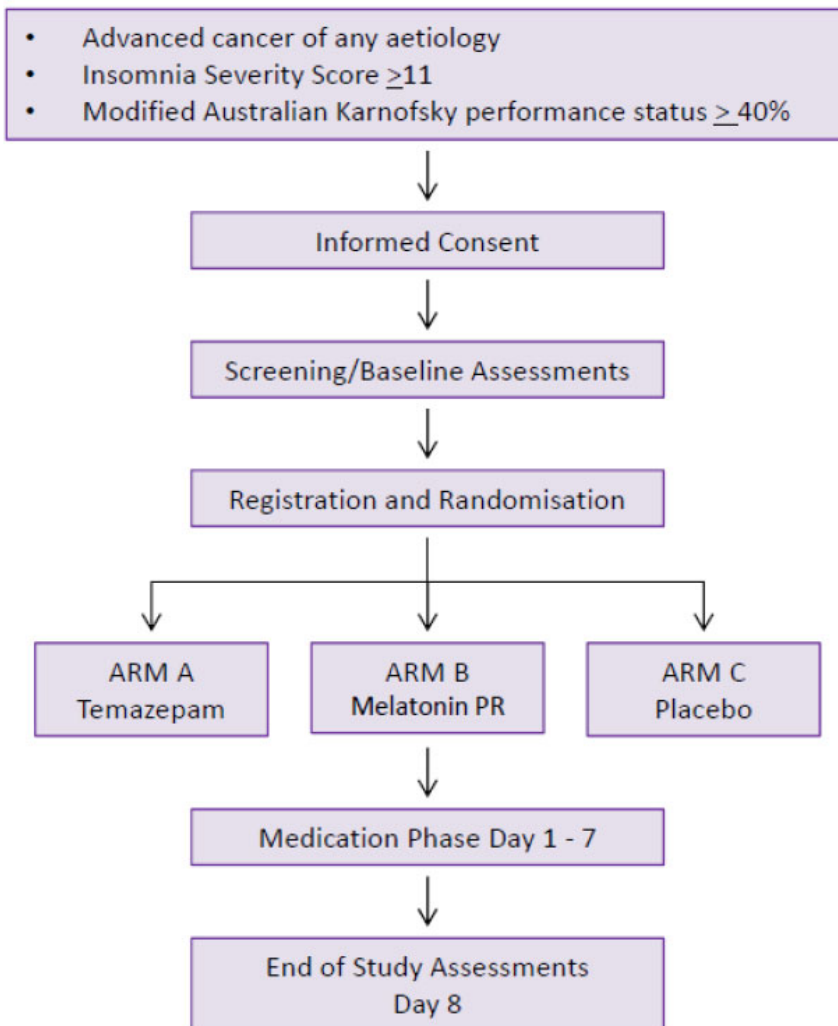 • Advanced cancer of any aetiology
• Insomnia Severity Score ≥11
• Modified Australian Karnofsky performance status ≥ 40%
Informed Consent
Screening/Baseline Assessments
Registration and Randomisation
ARM A
Temazepam
ARM B
Melatonin PR
ARM C
Placebo
Medication Phase Day 1 - 7
End of Study Assessments
Day 8